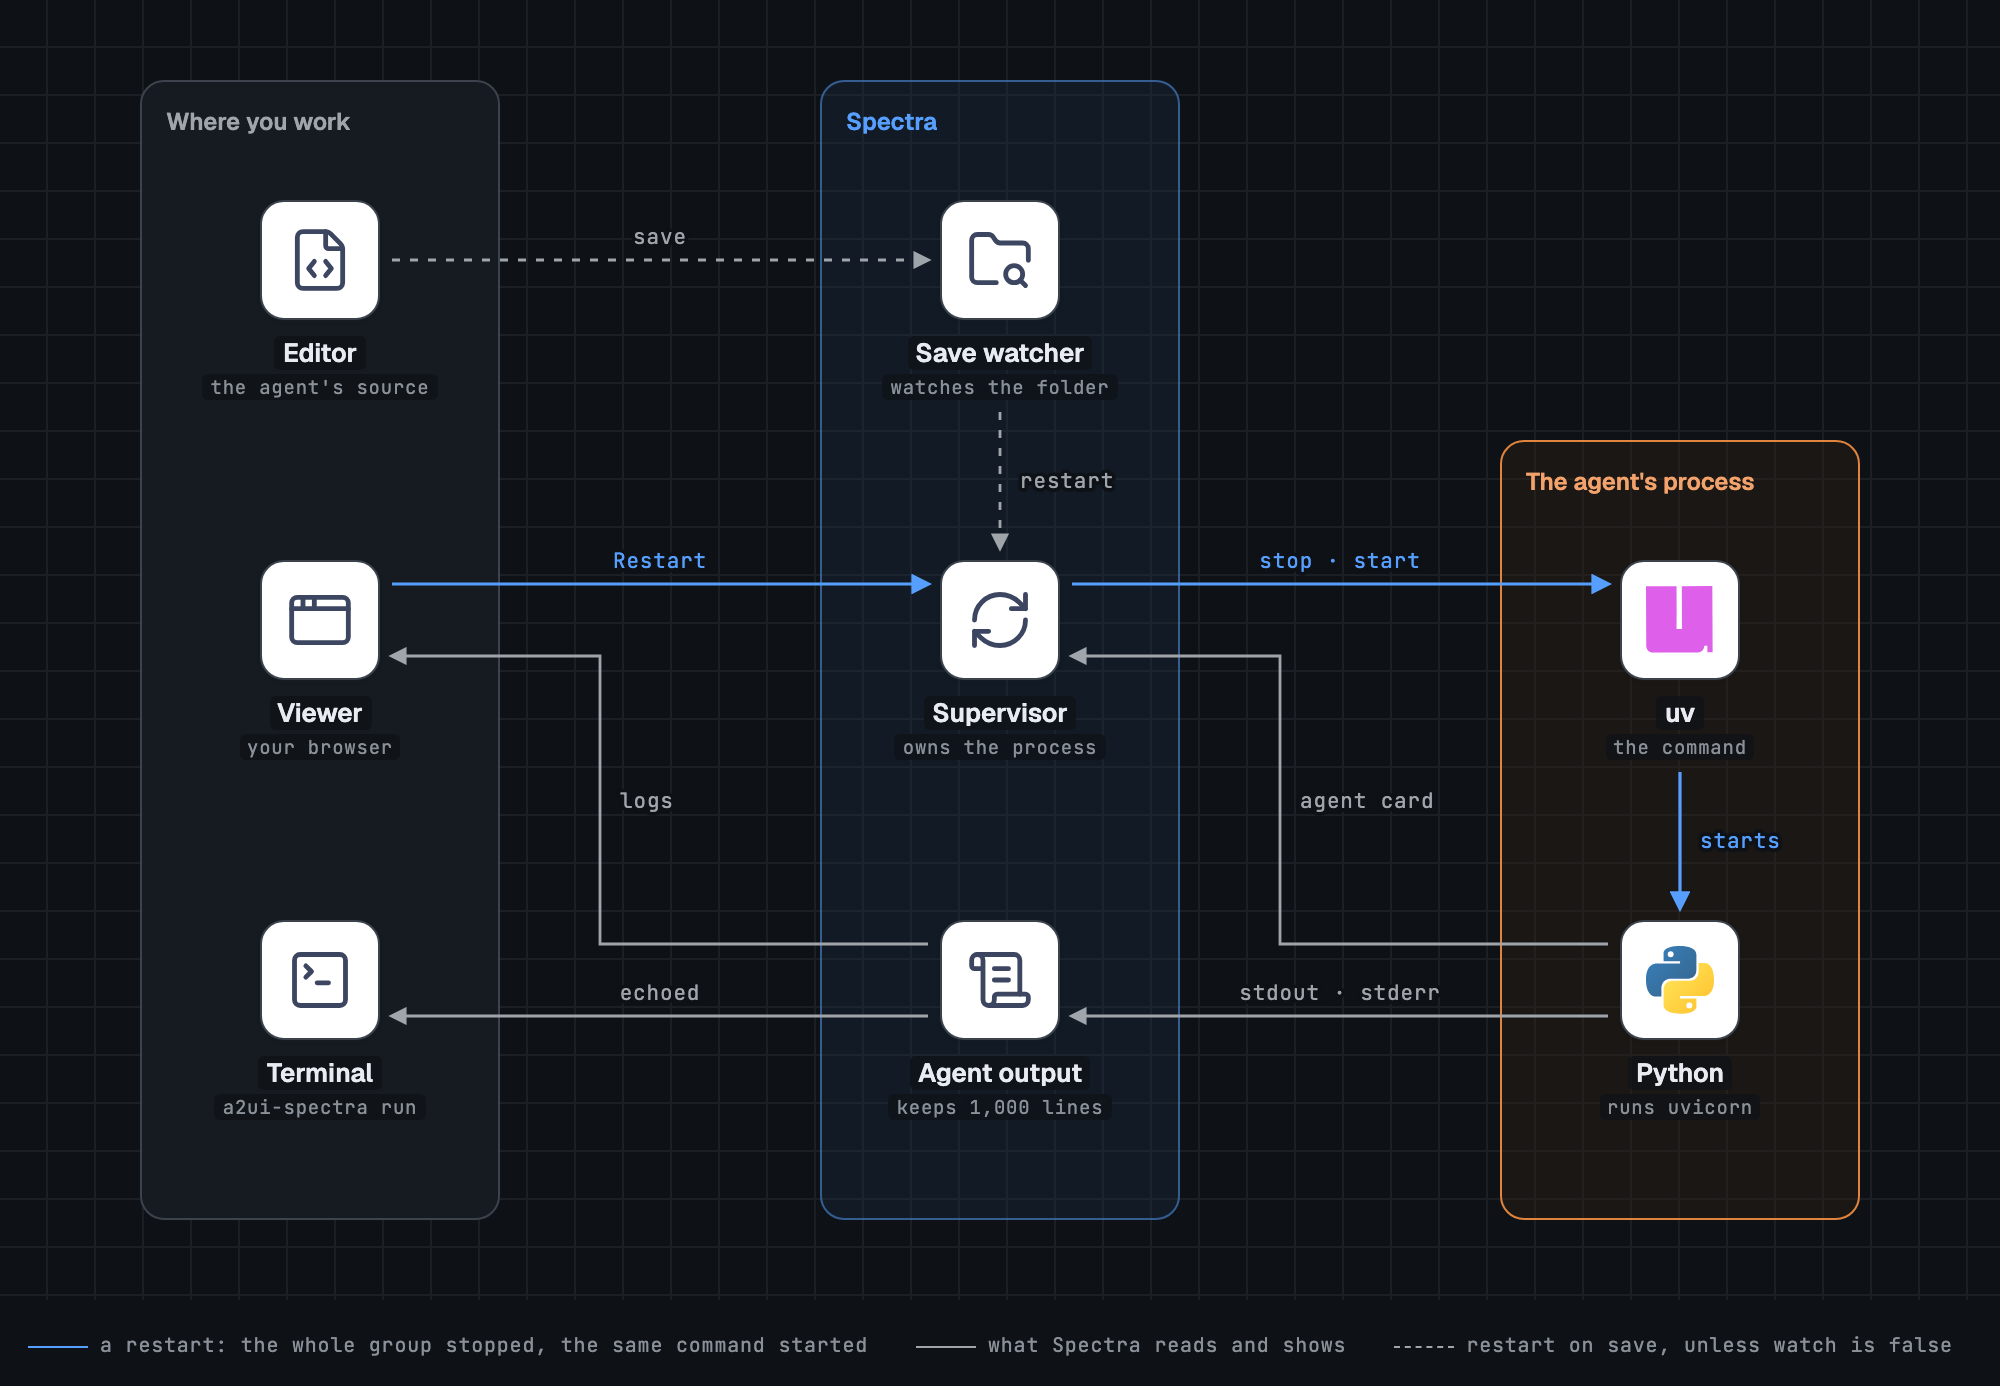 Where you work
Spectra
save
Editor
the agent's source
Save watcher
watches the folder
restart
The agent's process
Restart
stop · start
Viewer
your browser
Supervisor
owns the process
uv
the command
logs
agent card
starts
echoed
stdout · stderr
Terminal
a2ui-spectra run
Agent output
keeps 1,000 lines
Python
runs uvicorn
a restart: the whole group stopped, the same command started
what Spectra reads and shows
restart on save, unless watch is false